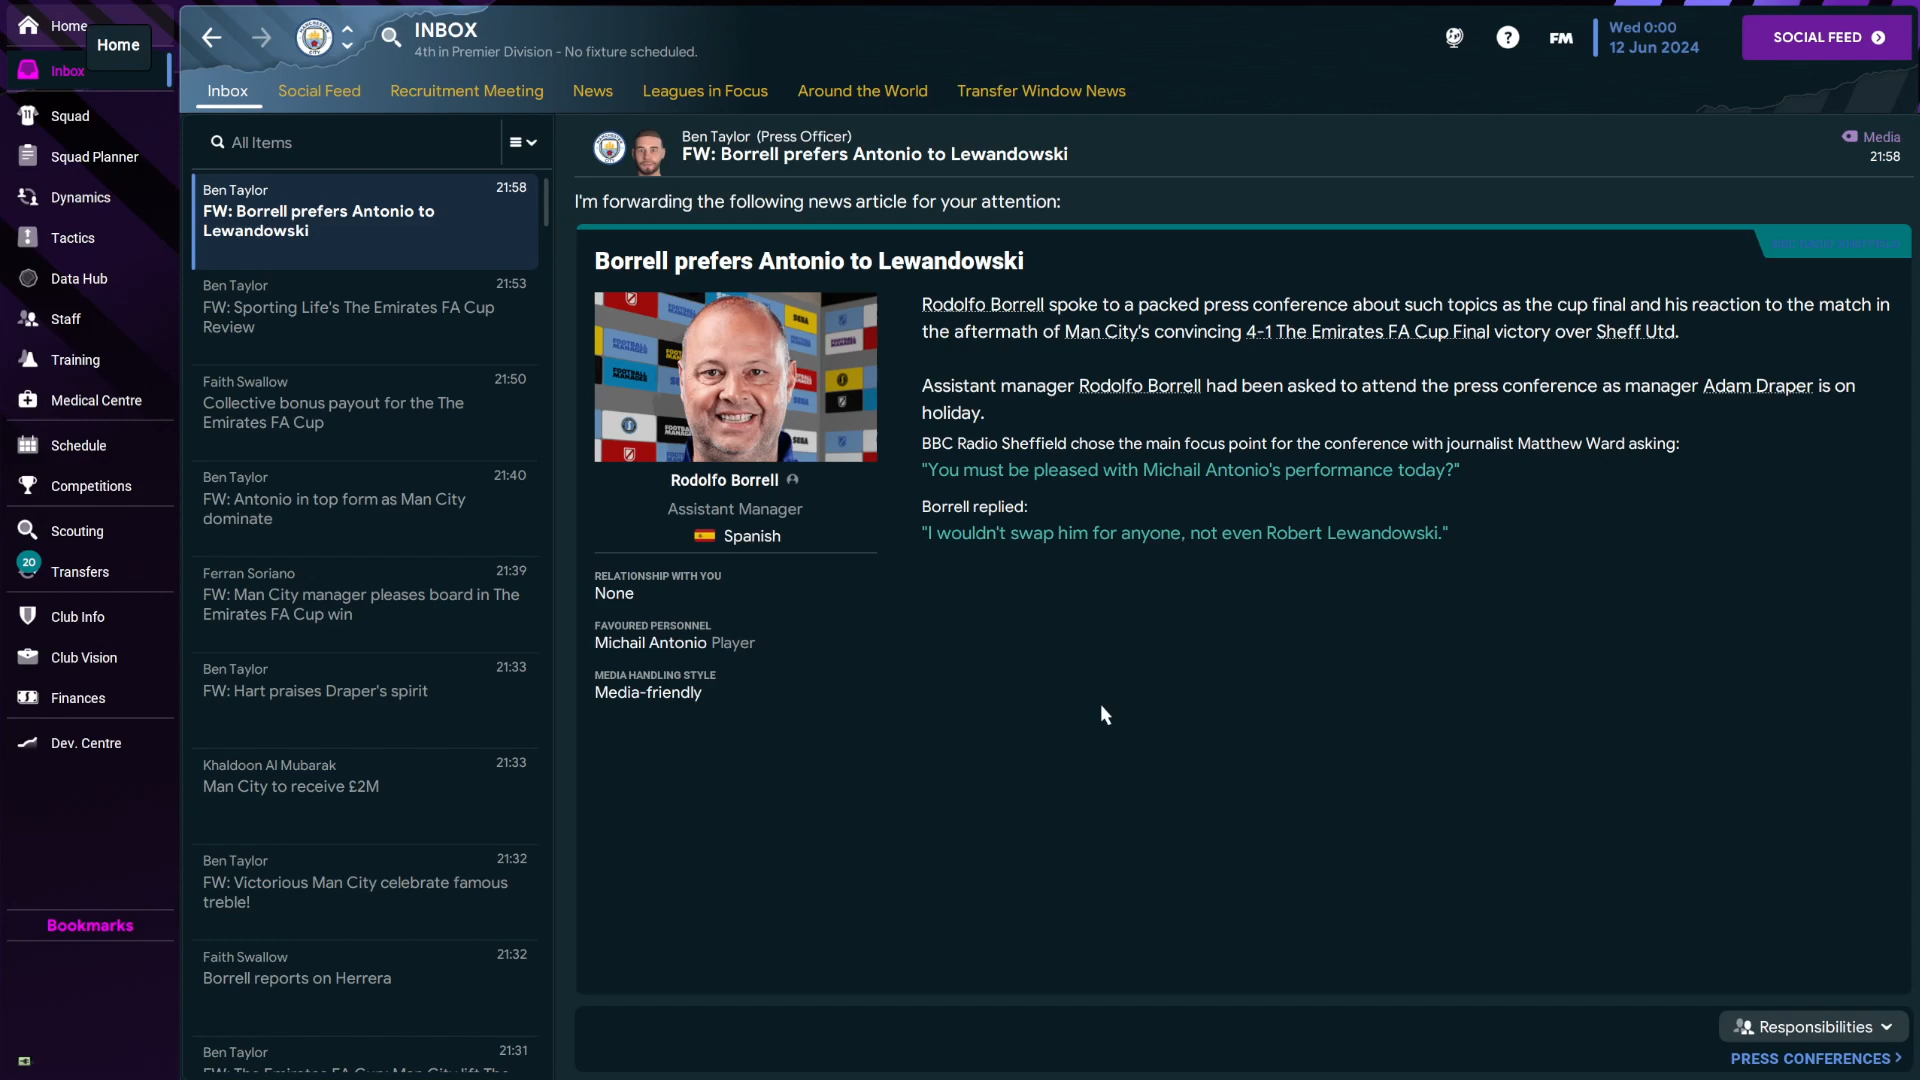 Home
Home
Inbox
Squad
Squad Planner
Dynamics
Tactics
Data Hub
Staff
Training
Medical Centre
Schedule
Competitions
Scouting
20
Transfers
Club Info
Club Vision
Finances
Dev. Centre
Bookmarks
INBOX
4th in Premier Division - No fixture scheduled.
FM
Wed 0:00
12 Jun 2024
SOCIAL FEED
Inbox
Social Feed
Recruitment Meeting
News
Leagues in Focus
Around the World
Transfer Window News
All Items
Ben Taylor
21:58
FW: Borrell prefers Antonio to
Lewandowski
Ben Taylor
21:53
FW: Sporting Life's The Emirates FA Cup
Review
Faith Swallow
21:50
Collective bonus payout for the The
Emirates FA Cup
Ben Taylor
21:40
FW: Antonio in top form as Man City
dominate
Ferran Soriano
21:39
FW: Man City manager pleases board in The
Emirates FA Cup win
Ben Taylor
21:33
FW: Hart praises Draper's spirit
Khaldoon Al Mubarak
21:33
Man City to receive £2M
Ben Taylor
21:32
FW: Victorious Man City celebrate famous
treble!
Faith Swallow
21:32
Borrell reports on Herrera
Ben Taylor
21:31
FW: The Emirates FA Cup: Man City lift The
Ben Taylor (Press Officer)
FW: Borrell prefers Antonio to Lewandowski
Media
21:58
I'm forwarding the following news article for your attention:
Borrell prefers Antonio to Lewandowski
Rodolfo Borrell
Assistant Manager
Spanish
RELATIONSHIP WITH YOU
None
FAVOURED PERSONNEL
Michail Antonio Player
MEDIA HANDLING STYLE
Media-friendly
Rodolfo Borrell spoke to a packed press conference about such topics as the cup final and his reaction to the match in
the aftermath of Man City's convincing 4-1 The Emirates FA Cup Final victory over Sheff Utd.
Assistant manager Rodolfo Borrell had been asked to attend the press conference as manager Adam Draper is on
holiday.
BBC Radio Sheffield chose the main focus point for the conference with journalist Matthew Ward asking:
"You must be pleased with Michail Antonio's performance today?"
Borrell replied:
"I wouldn't swap him for anyone, not even Robert Lewandowski."
Responsibilities
PRESS CONFERENCES >